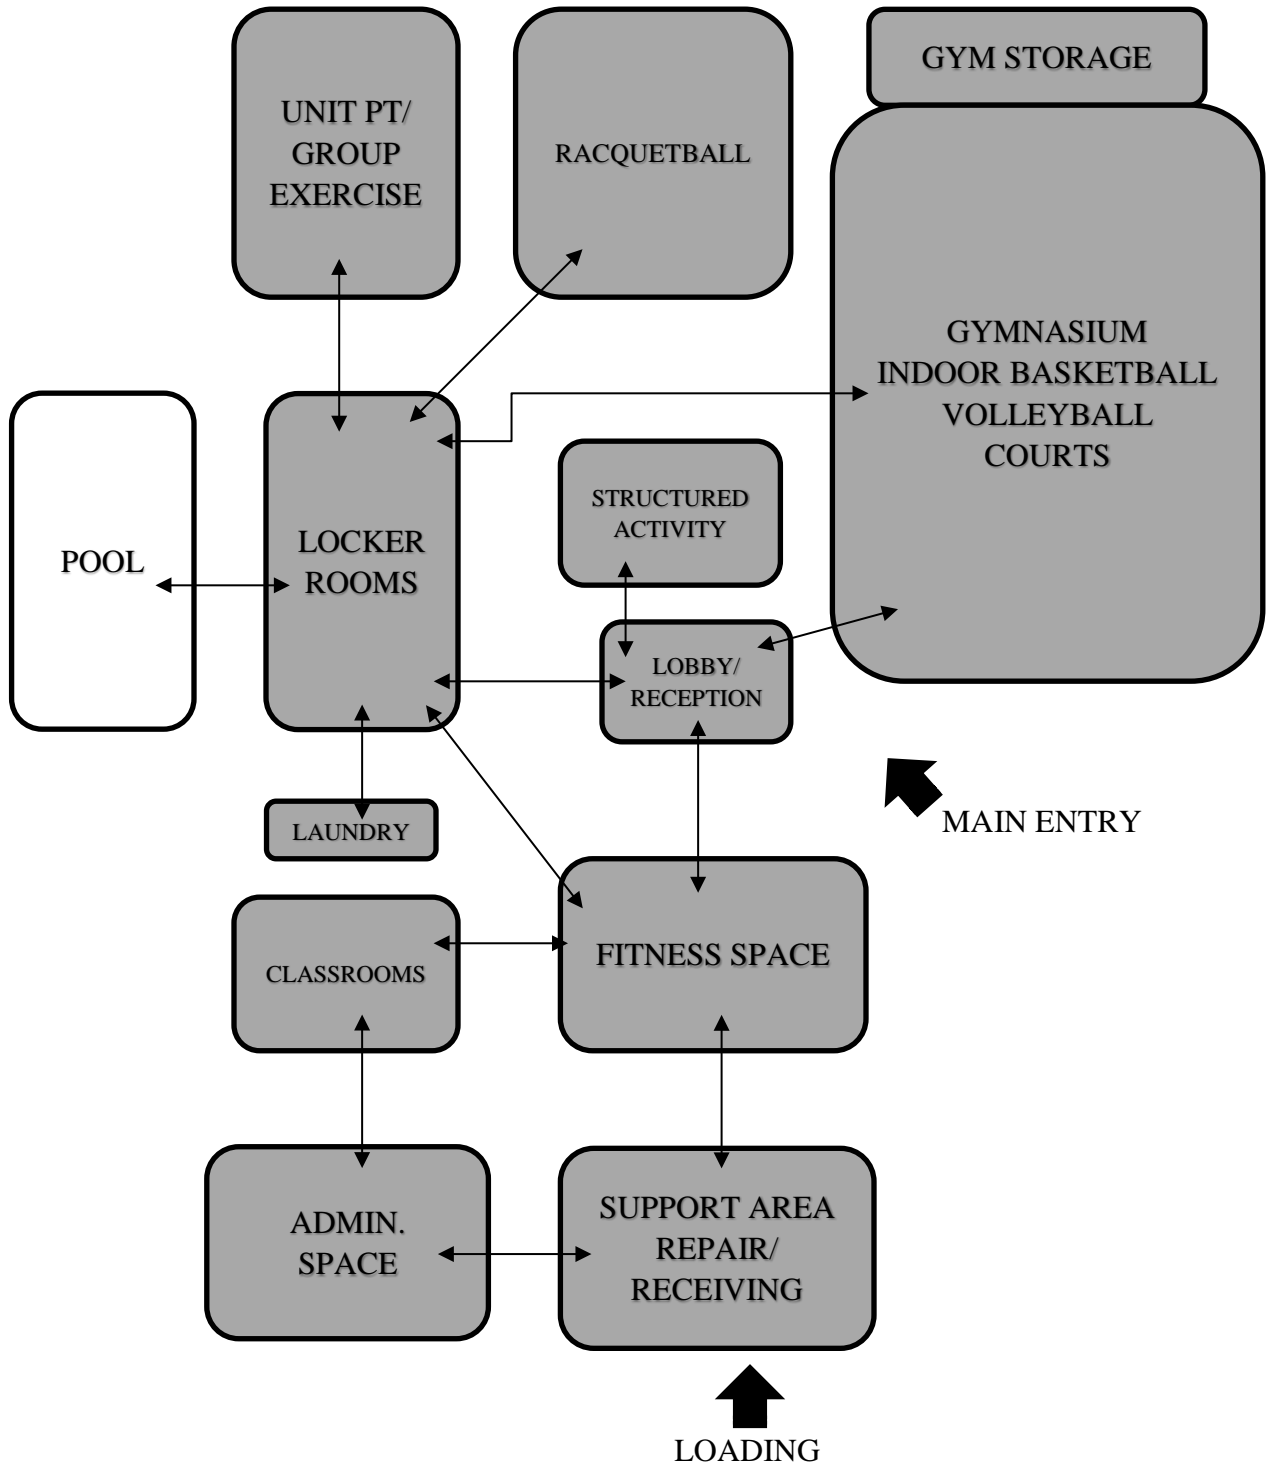 UNIT PT/
GROUP
EXERCISE
RACQUETBALL
GYM STORAGE
GYMNASIUM
INDOOR BASKETBALL
VOLLEYBALL
COURTS
POOL
LOCKER
ROOMS
STRUCTURED
ACTIVITY
LOBBY/
RECEPTION
MAIN ENTRY
LAUNDRY
CLASSROOMS
FITNESS SPACE
ADMIN.
SPACE
SUPPORT AREA
REPAIR/
RECEIVING
LOADING